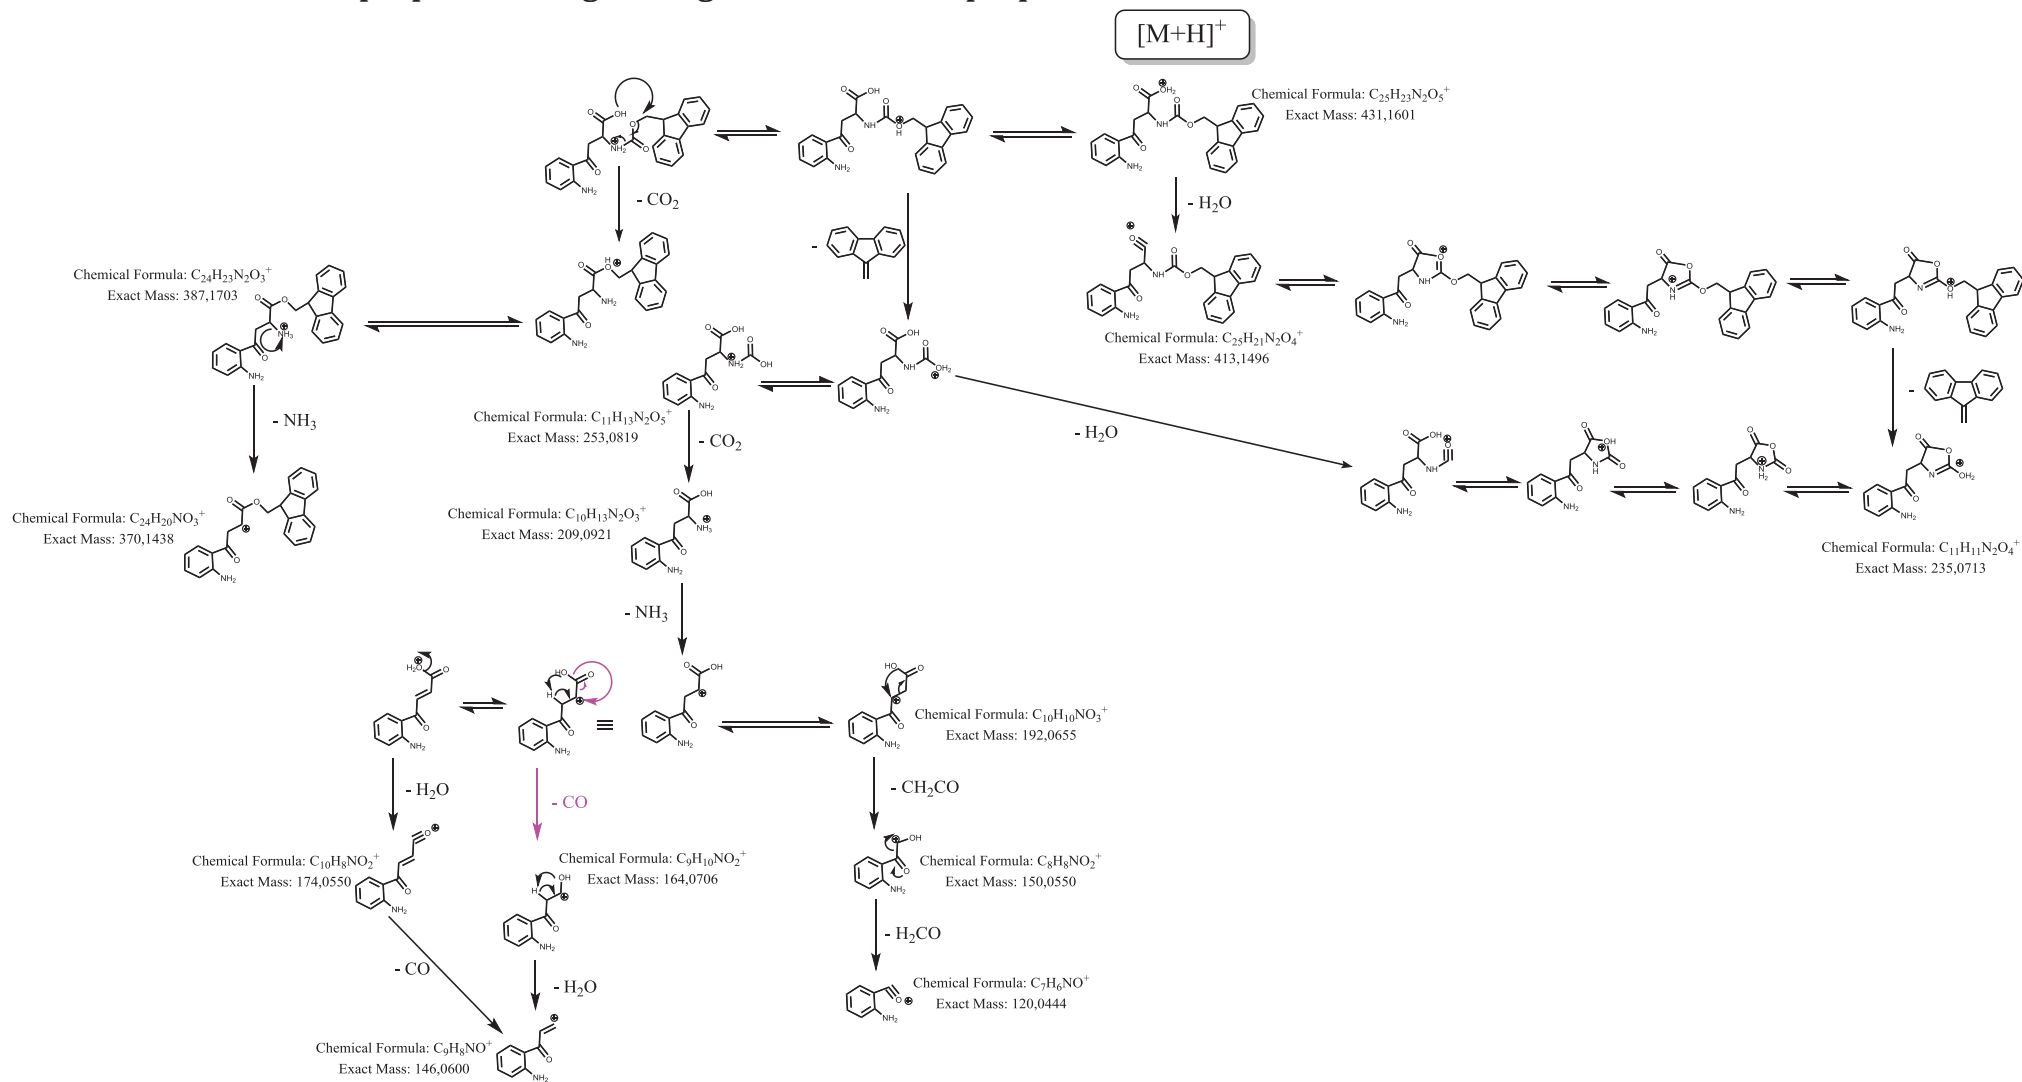 [M+H]+
Chemical Formula: C25H23N2O5+
Exact Mass: 431,1601
- CO2
- H2O
-
Chemical Formula: C24H23N2O3+
Exact Mass: 387,1703
Chemical Formula: C25H21N2O4+
Exact Mass: 413,1496
- NH3
Chemical Formula: C11H13N2O5+
Exact Mass: 253,0819
- CO2
- H2O
-
Chemical Formula: C24H20NO3+
Exact Mass: 370,1438
Chemical Formula: C10H13N2O3+
Exact Mass: 209,0921
Chemical Formula: C11H11N2O4+
Exact Mass: 235,0713
- NH3
Chemical Formula: C10H10NO3+
Exact Mass: 192,0655
- H2O
- CO
- CH2CO
Chemical Formula: C10H8NO2+
Exact Mass: 174,0550
Chemical Formula: C9H10NO2+
Exact Mass: 164,0706
Chemical Formula: C8H8NO2+
Exact Mass: 150,0550
- CO
- H2O
- H2CO
Chemical Formula: C7H6NO+
Exact Mass: 120,0444
Chemical Formula: C9H8NO+
Exact Mass: 146,0600